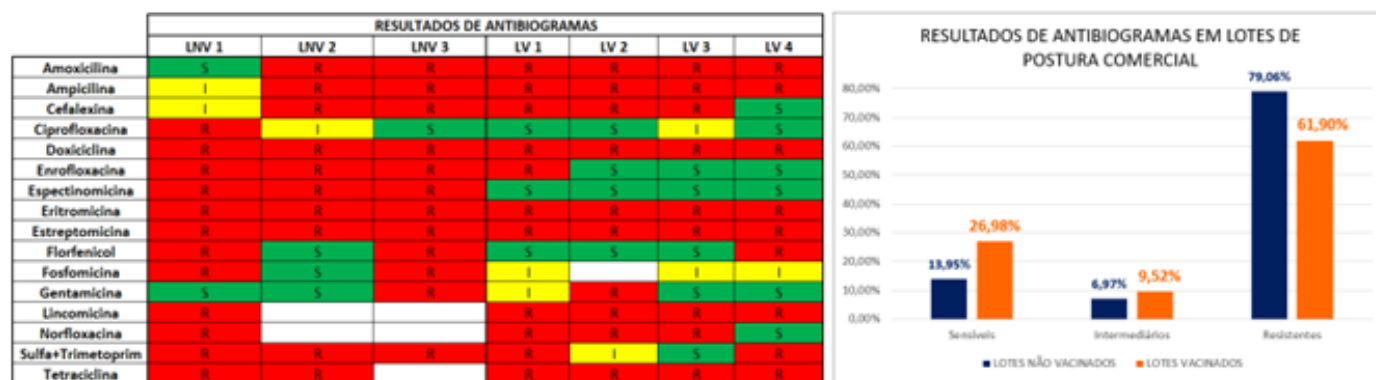 RESULTADOS DE ANTIBIOGRAMAS
LNV 1 LNV 2 LNV 3 LV 1 LV 2 LV 3 LV 4
Amoxicilina S R R R R R R
Ampicilina I R R R R R R
Cefalexina I R R R R R S
Ciprofloxacina R I S S S I S
Doxiciclina R R R R R R R
Enrofloxacina R R R R S S S
Espectinomicina R R R S S S S
Eritromicina R R R R R R R
Estreptomicina R R R R R R R
Florfenicol R S R S S S R
Fosfomicina R S R I I I
Gentamicina S S R I R S S
Lincomicina R R R R R
Norfloxacina R R R R S
Sulfa+Trimetoprim R R R R I S R
Tetraciclina R R R R R R
RESULTADOS DE ANTIBIOGRAMAS EM LOTES DE
POSTURA COMERCIAL
80,00%
70,00%
60,00%
50,00%
40,00%
30,00%
20,00%
10,00%
0,00%
13,95% 26,98%
6,97% 9,52%
79,06% 61,90%
Sensíveis Intermediários Resistentes
LOTES NÃO VACINADOS LOTES VACINADOS